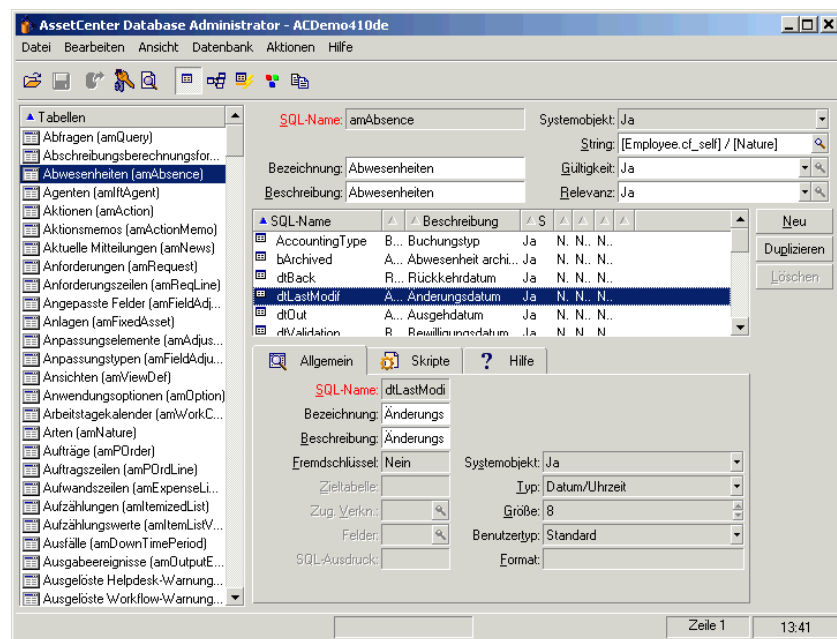 AssetCenter Database Administrator - ACDemo410de
Datei Bearbeiten Ansicht Datenbank Aktionen Hilfe
Tabellen
Abfragen (amQuery)
Abschreibungsberechnungsfor...
Abwesenheiten (amAbsence)
Agenten (amIftAgent)
Aktionen (amAction)
Aktionsmemos (amActionMemo)
Aktuelle Mitteilungen (amNews)
Anforderungen (amRequest)
Anforderungszeilen (amReqLine)
Angepasste Felder (amFieldAdj...
Anlagen (amFixedAsset)
Anpassungselemente (amAdjus...
Anpassungstypen (amFieldAdju...
Ansichten (amViewDef)
Anwendungsoptionen (amOption)
Arbeitstagekalender (amWorkC...
Arten (amNature)
Aufträge (amPOrder)
Auftragszeilen (amPOrdLine)
Aufwandszeilen (amExpenseLi...
Aufzählungen (amItemizedList)
Aufzählungswerte (amItemListV...
Ausfälle (amDownTimePeriod)
Ausgabeereignisse (amOutputE...
Ausgelöste Helpdesk-Warnung...
Ausgelöste Workflow-Warnung...
SQL-Name: amAbsence Systemobjekt: Ja
String: [Employee.cf_self] / [Nature]
Bezeichnung: Abwesenheiten Gültigkeit: Ja
Beschreibung: Abwesenheiten Relevanz: Ja
SQL-Name Beschreibung S
AccountingType B... Buchungstyp Ja N. N.. N..
bArchived A... Abwesenheit archi... Ja N. N.. N..
dtBack R... Rückkehrdatum Ja N. N.. N..
dtLastModif Ä... Änderungsdatum Ja N. N.. N..
dtOut A... Ausgehdatum Ja N. N.. N..
dtValidation B... Bewilligungsdatum Ja N. N.. N..
Neu
Duplizieren
Löschen
Allgemein Skripte ? Hilfe
SQL-Name: dtLastModi
Bezeichnung: Änderungs
Beschreibung: Änderungs
Fremdschlüssel: Nein Systemobjekt: Ja
Zieltabelle: Typ: Datum/Uhrzeit
Zug. Verkn.: Größe: 8
Felder: Benutzertyp: Standard
SQL-Ausdruck: Format:
Zeile 1 13:41